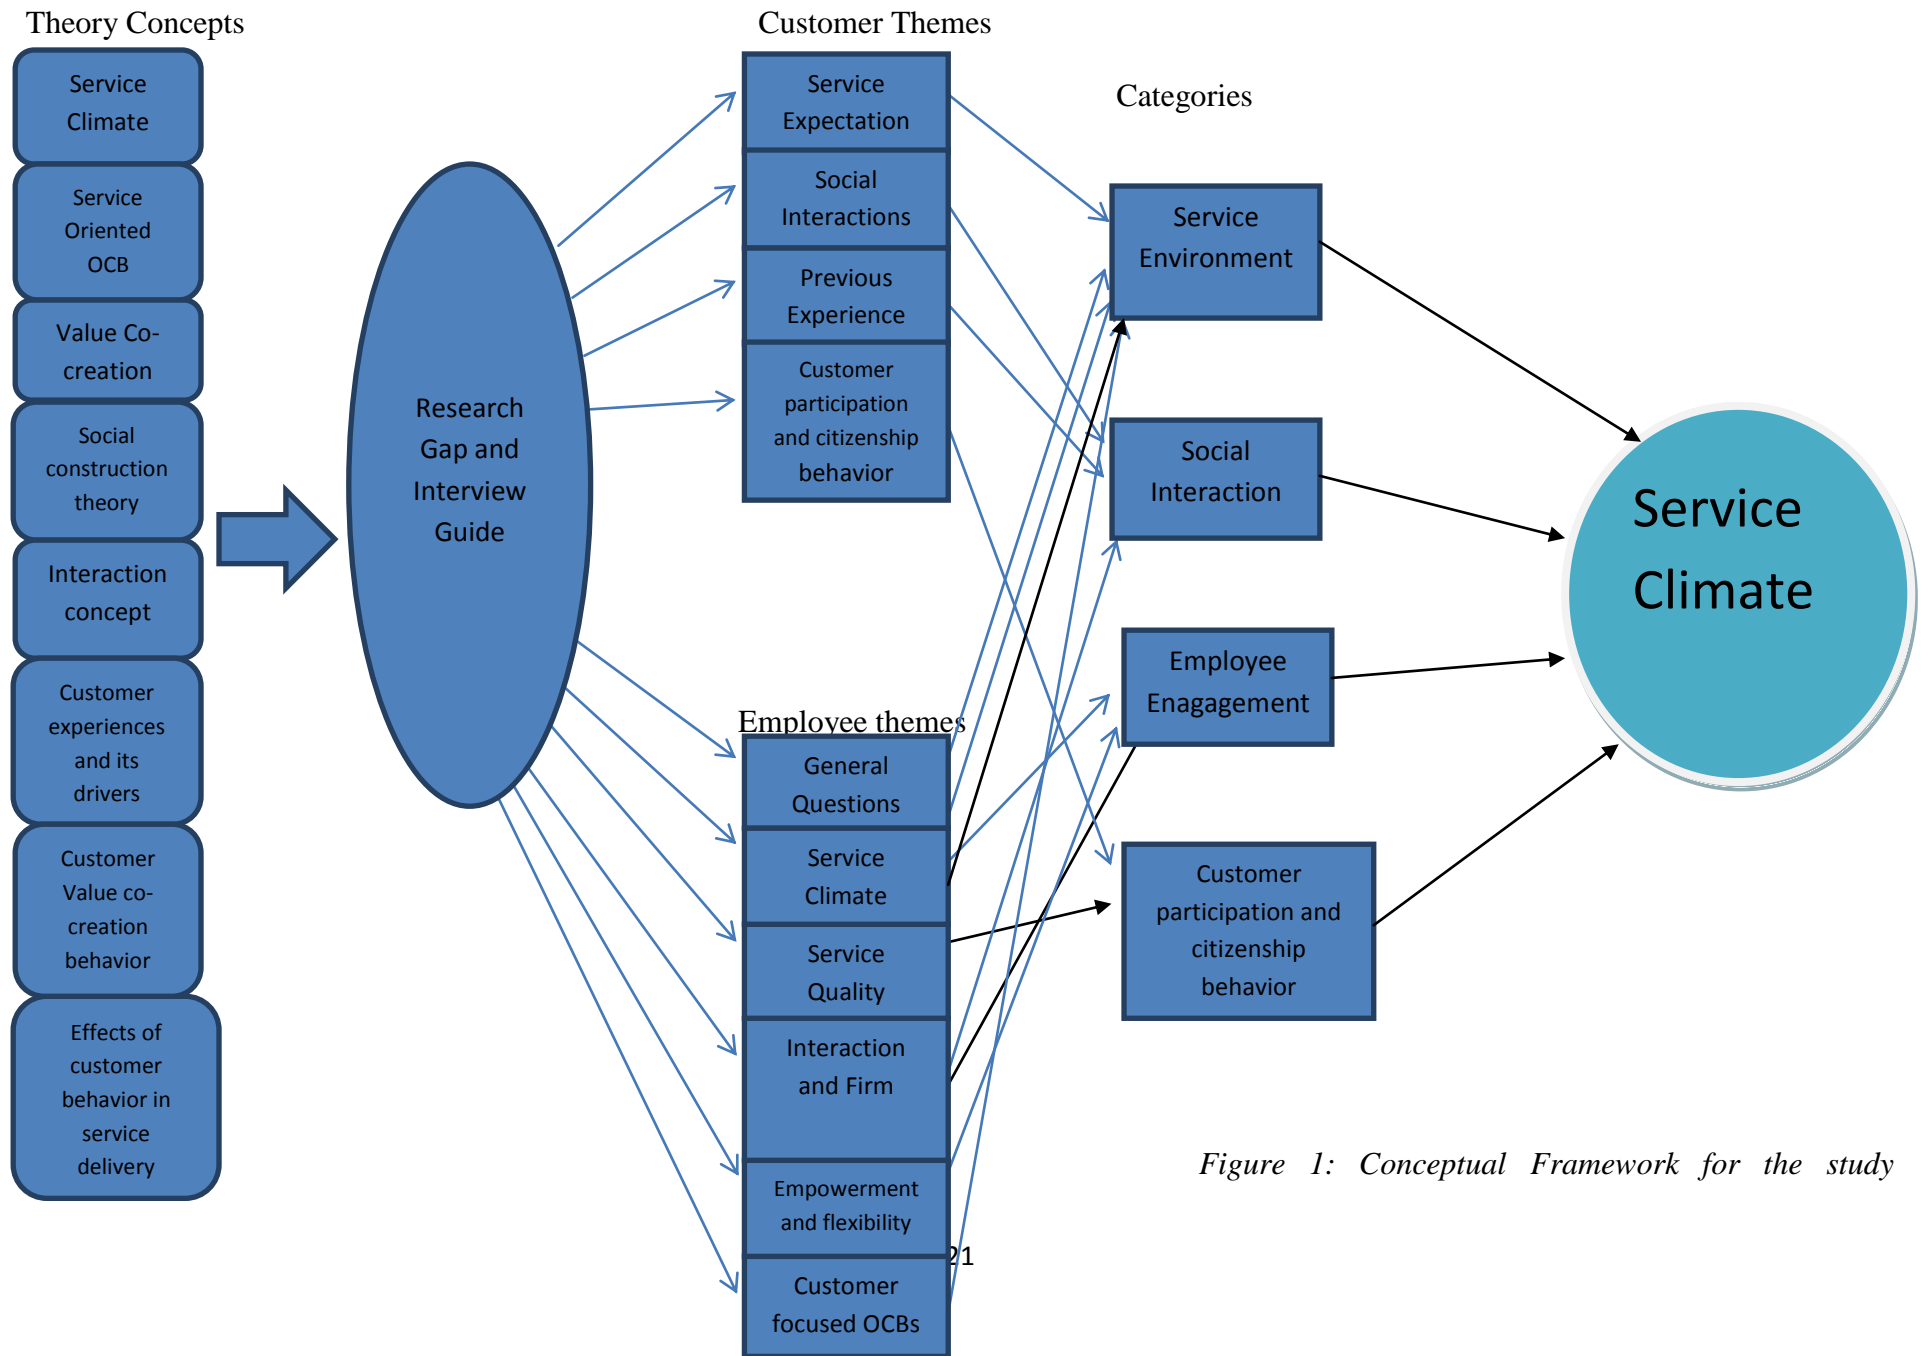 Theory Concepts
Service
Climate
Service
Oriented
OCB
Value Co-
creation
Social
construction
theory
Interaction
concept
Customer
experiences
and its
drivers
Customer
Value co-
creation
behavior
Effects of
customer
behavior in
service
delivery
Research
Gap and
Interview
Guide
Customer Themes
Service
Expectation
Social
Interactions
Previous
Experience
Customer
participation
and citizenship
behavior
Employee themes
General
Questions
Service
Climate
Service
Quality
Interaction
and Firm
Empowerment
and flexibility
Customer
focused OCBs
Categories
Service
Environment
Social
Interaction
Employee
Enagagement
Customer
participation and
citizenship
behavior
Service
Climate
Figure 1: Conceptual Framework for the study
21